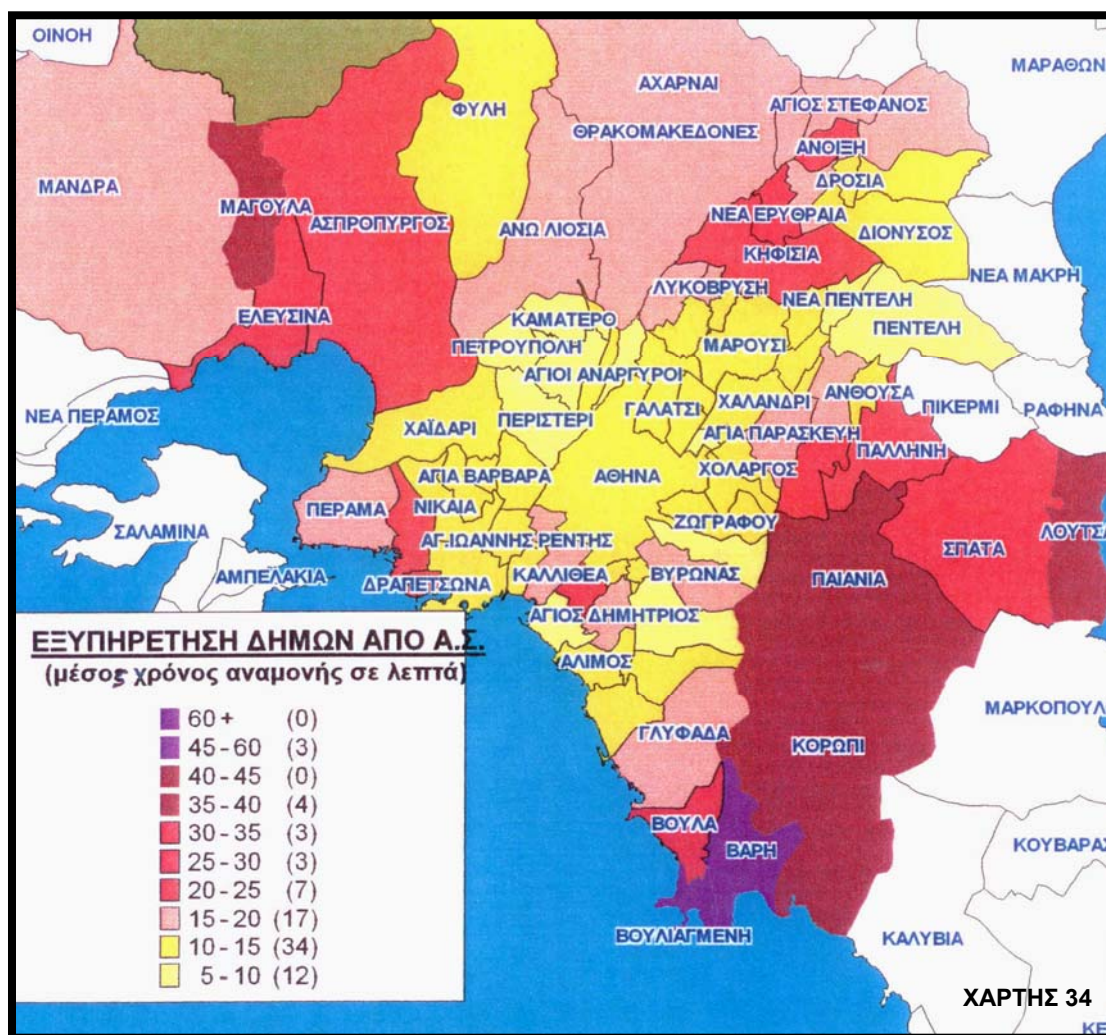 ΟΙΝΟΗ
ΜΑΡΑΘΩΝ
ΑΧΑΡΝΑΙ
ΦΥΛΗ
ΑΓΙΟΣ ΣΤΕΦΑΝΟΣ
ΘΡΑΚΟΜΑΚΕΔΟΝΕΣ
ΑΝΟΙΞΗ
ΜΑΝΔΡΑ
ΔΡΟΣΙΑ
ΜΑΓΟΥΛΑ
ΑΣΠΡΟΠΥΡΓΟΣ
ΝΕΑ ΕΡΥΘΡΑΙΑ
ΑΝΩ ΛΙΟΣΙΑ
ΔΙΟΝΥΣΟΣ
ΚΗΦΙΣΙΑ
ΝΕΑ ΜΑΚΡΗ
ΛΥΚΟΒΡΥΣΗ
ΝΕΑ ΠΕΝΤΕΛΗ
ΕΛΕΥΣΙΝΑ
ΚΑΜΑΤΕΡΟ
ΠΕΝΤΕΛΗ
ΜΑΡΟΥΣΙ
ΠΕΤΡΟΥΠΟΛΗ
ΑΓΙΟΙ ΑΝΑΡΓΥΡΟΙ
ΑΝΘΟΥΣΑ
ΧΑΛΑΝΔΡΙ
ΠΙΚΕΡΜΙ
ΡΑΦΗΝΑ
ΝΕΑ ΠΕΡΑΜΟΣ
ΓΑΛΑΤΣΙ
ΠΕΡΙΣΤΕΡΙ
ΧΑΪΔΑΡΙ
ΑΓΙΑ ΠΑΡΑΣΚΕΥΗ
ΠΑΛΛΗΝΗ
ΧΟΛΑΡΓΟΣ
ΑΓΙΑ ΒΑΡΒΑΡΑ
ΑΘΗΝΑ
ΠΕΡΑΜΑ
ΝΙΚΑΙΑ
ΖΩΓΡΑΦΟΥ
ΛΟΥΤΣΑ
ΣΑΛΑΜΙΝΑ
ΑΓ.ΙΩΑΝΝΗΣ ΡΕΝΤΗΣ
ΣΠΑΤΑ
ΑΜΠΕΛΑΚΙΑ
ΔΡΑΠΕΤΣΩΝΑ
ΚΑΛΛΙΘΕΑ
ΒΥΡΩΝΑΣ
ΠΑΙΑΝΙΑ
ΑΓΙΟΣ ΔΗΜΗΤΡΙΟΣ
ΑΛΙΜΟΣ
ΓΛΥΦΑΔΑ
ΜΑΡΚΟΠΟΥΛ
ΚΟΡΩΠΙ
ΒΟΥΛΑ
ΒΑΡΗ
ΚΟΥΒΑΡΑΣ
ΒΟΥΛΙΑΓΜΕΝΗ
ΚΑΛΥΒΙΑ
ΚΕ
ΕΞΥΠΗΡΕΤΗΣΗ ΔΗΜΩΝ ΑΠΟ Α.Σ.
(μέσος χρόνος αναμονής σε λεπτά)
60 + (0)
45 - 60 (3)
40 - 45 (0)
35 - 40 (4)
30 - 35 (3)
25 - 30 (3)
20 - 25 (7)
15 - 20 (17)
10 - 15 (34)
5 - 10 (12)
ΧΑΡΤΗΣ 34